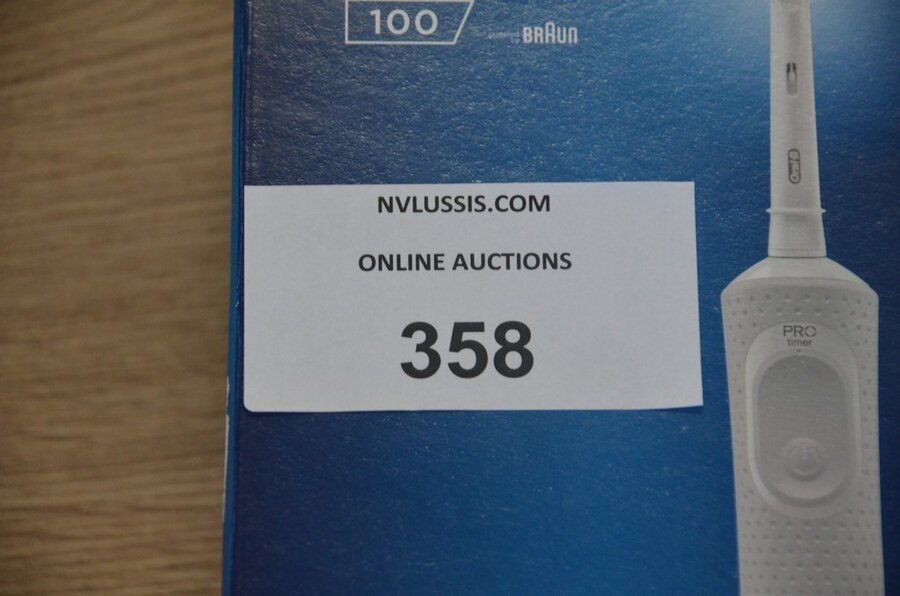 100
powered
by BRAUN
NVLUSSIS.COM
ONLINE AUCTIONS
358
Oral-B
PRO
timer